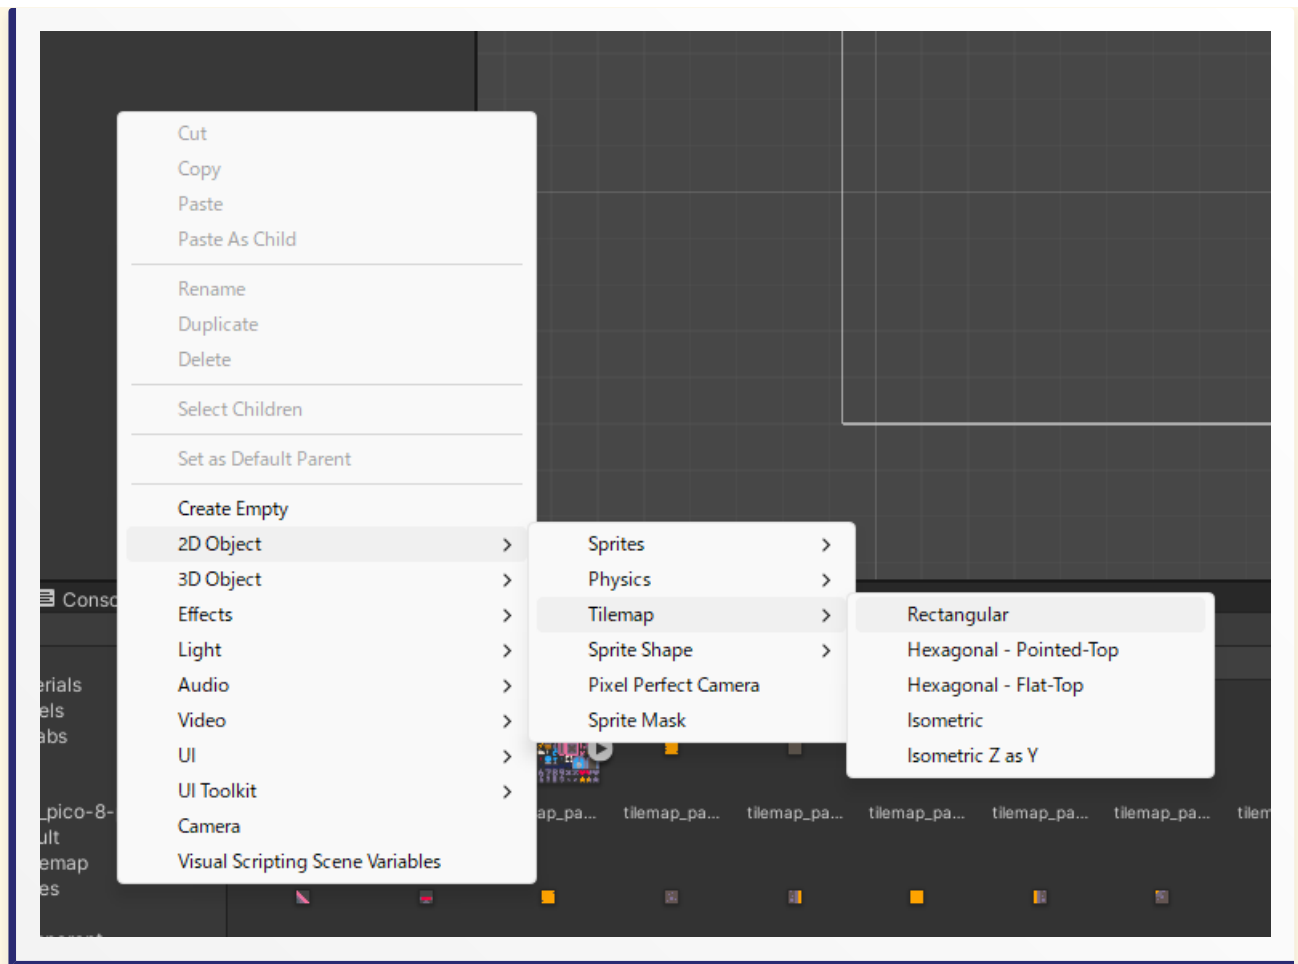 Cut
Copy
Paste
Paste As Child
Rename
Duplicate
Delete
Select Children
Set as Default Parent
Create Empty
2D Object
3D Object
Effects
Light
Audio
Video
UI
UI Toolkit
Camera
Visual Scripting Scene Variables
Sprites
Physics
Tilemap
Sprite Shape
Pixel Perfect Camera
Sprite Mask
Rectangular
Hexagonal - Pointed-Top
Hexagonal - Flat-Top
Isometric
Isometric Z as Y
Conso
erials
els
abs
_pico-8-
ult
emap
es
ap_pa... tilemap_pa... tilemap_pa... tilemap_pa... tilemap_pa... tilemap_pa... tilem